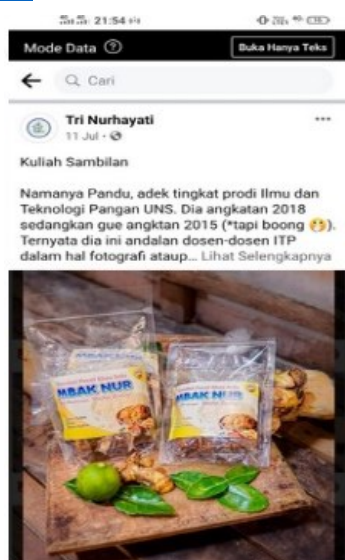 21:54
Mode Data
Buka Hanya Teks
Cari
Tri Nurhayati
11 Jul
Kuliah Sambilan
Namanya Pandu, adek tingkat prodi Ilmu dan
Teknologi Pangan UNS. Dia angkatan 2018
sedangkan gue angktan 2015 (*tapi boong 🤭).
Ternyata dia ini andalan dosen-dosen ITP
dalam hal fotografi ataup... Lihat Selengkapnya
MBAK NUR
MBAK NUR